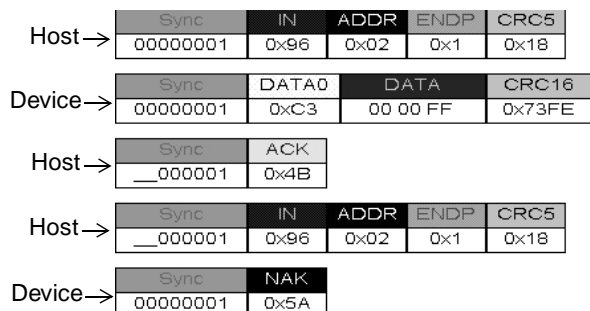 Host Sync IN ADDR ENDP CRC5
00000001 0x96 0x02 0x1 0x18
Device Sync DATA0 DATA CRC16
00000001 0xC3 00 00 FF 0x73FE
Host Sync ACK
__000001 0x4B
Host Sync IN ADDR ENDP CRC5
__000001 0x96 0x02 0x1 0x18
Device Sync NAK
00000001 0x5A